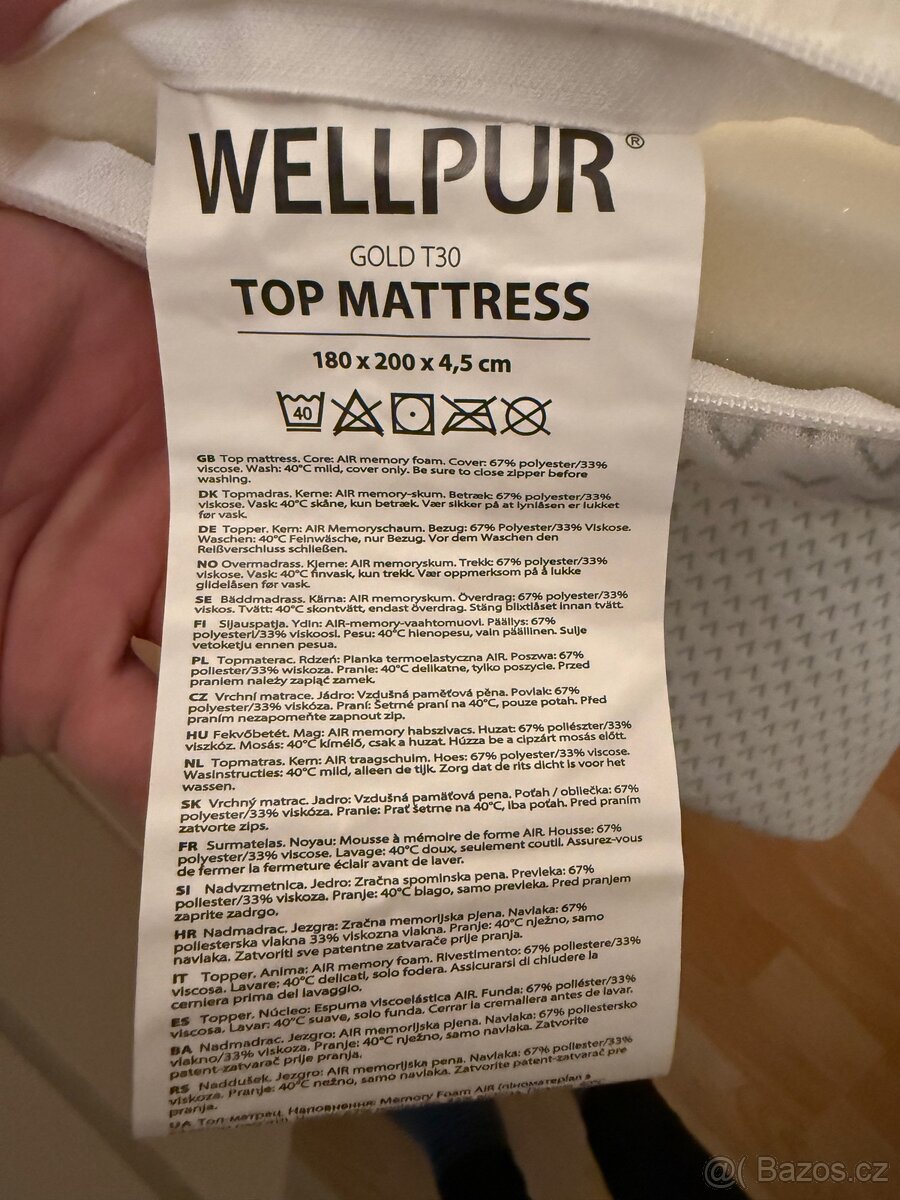 WELLPUR®
GOLD T30
TOP MATTRESS
180 x 200 x 4,5 cm
40
GB Top mattress. Core: AIR memory foam. Cover: 67% polyester/33%
viscose. Wash: 40°C mild, cover only. Be sure to close zipper before
washing.
DK Topmadras. Kerne: AIR memory-skum. Betræk: 67% polyester/33%
viskose. Vask: 40°C skåne, kun betræk. Vær sikker på at lynlåsen er lukket
før vask.
DE Topper. Kern: AIR Memoryschaum. Bezug: 67% Polyester/33% Viskose.
Waschen: 40°C Feinwäsche, nur Bezug. Vor dem Waschen den
Reißverschluss schließen.
NO Overmadrass. Kjerne: AIR memoryskum. Trekk: 67% polyester/33%
viskose. Vask: 40°C finvask, kun trekk. Vær oppmerksom på å lukke
glidelåsen før vask.
SE Bäddmadrass. Kärna: AIR memoryskum. Överdrag: 67% polyester/33%
viskos. Tvätt: 40°C skontvätt, endast överdrag. Stäng blixtlåset innan tvätt.
FI Sijauspatja. Ydin: AIR-memory-vaahtomuovi. Päällys: 67%
polyesteri/33% viskoosi. Pesu: 40°C hienopesu, vain päällinen. Sulje
vetoketju ennen pesua.
PL Topmaterac. Rdzeń: Pianka termoelastyczna AIR. Poszwa: 67%
poliester/33% wiskoza. Pranie: 40°C delikatne, tylko poszycie. Przed
praniem należy zapiąć zamek.
CZ Vrchní matrace. Jádro: Vzdušná paměťová pěna. Povlak: 67%
polyester/33% viskóza. Praní: Šetrné praní na 40°C, pouze potah. Před
praním nezapomeňte zapnout zip.
HU Fekvőbetét. Mag: AIR memory habszivacs. Huzat: 67% poliészter/33%
viszkóz. Mosás: 40°C kímélő, csak a huzat. Húzza be a cipzárt mosás előtt.
NL Topmatras. Kern: AIR traagschuim. Hoes: 67% polyester/33% viscose.
Wasinstructies: 40°C mild, alleen de tijk. Zorg dat de rits dicht is voor het
wassen.
SK Vrchný matrac. Jadro: Vzdušná pamäťová pena. Poťah / obliečka: 67%
polyester/33% viskóza. Pranie: Prať šetrne na 40°C, iba poťah. Pred praním
zatvorte zips.
FR Surmatelas. Noyau: Mousse à mémoire de forme AIR. Housse: 67%
polyester/33% viscose. Lavage: 40°C doux, seulement coutil. Assurez-vous
de fermer la fermeture éclair avant de laver.
SI Nadvzmetnica. Jedro: Zračna spominska pena. Prevleka: 67%
poliester/33% viskoza. Pranje: 40°C blago, samo prevleka. Pred pranjem
zaprite zadrgo.
HR Nadmadrac. Jezgra: Zračna memorijska pjena. Navlaka: 67%
poliesterska vlakna 33% viskozna vlakna. Pranje: 40°C nježno, samo
navlaka. Zatvoriti sve patentne zatvarače prije pranja.
IT Topper. Anima: AIR memory foam. Rivestimento: 67% poliestere/33%
viscosa. Lavare: 40°C delicati, solo fodera. Assicurarsi di chiudere la
cerniera prima del lavaggio.
ES Topper. Núcleo: Espuma viscoelástica AIR. Funda: 67% poliéster/33%
viscosa. Lavar: 40°C suave, solo funda. Cerrar la cremallera antes de lavar.
BA Nadmadrac. Jezgro: AIR memorijska pjena. Navlaka: 67% poliestersko
vlakno/33% viskoza. Pranje: 40°C nježno, samo navlaka. Zatvorite
patent-zatvarač prije pranja.
RS Naddušek. Jezgro: AIR memorijska pena. Navlaka: 67% poliester/33%
viskoza. Pranje: 40°C nežno, samo navlaka. Zatvorite patent-zatvarač pre
pranja.
UA Топ матрац. Наповнення: Memory Foam AIR
@( Bazos.cz